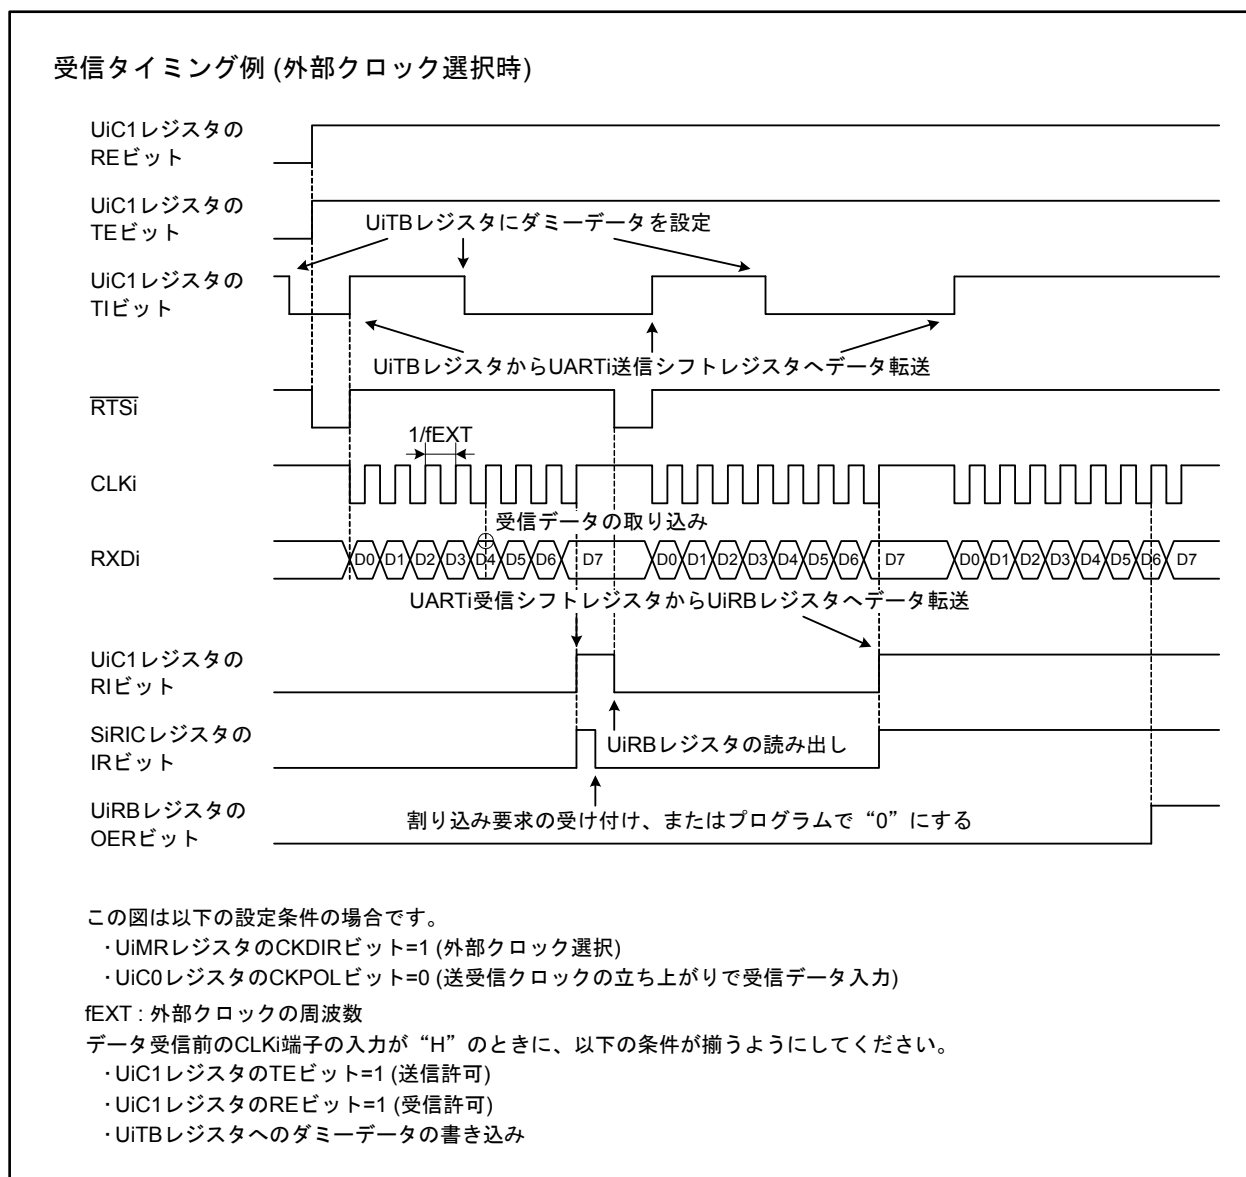 受信タイミング例 (外部クロック選択時)
UiC1レジスタの
REビット
UiC1レジスタの
TEビット
UiTBレジスタにダミーデータを設定
UiC1レジスタの
TIビット
UiTBレジスタからUARTi送信シフトレジスタへデータ転送
RTSi
1/fEXT
CLKi
受信データの取り込み
RXDi
D0 D1 D2 D3 D4 D5 D6 D7 D0 D1 D2 D3 D4 D5 D6 D7 D0 D1 D2 D3 D4 D5 D6 D7
UARTi受信シフトレジスタからUiRBレジスタへデータ転送
UiC1レジスタの
RIビット
UiRBレジスタの読み出し
SiRICレジスタの
IRビット
割り込み要求の受け付け、またはプログラムで“0”にする
UiRBレジスタの
OERビット
この図は以下の設定条件の場合です。
・UiMRレジスタのCKDIRビット=1 (外部クロック選択)
・UiC0レジスタのCKPOLビット=0 (送受信クロックの立ち上がりで受信データ入力)
fEXT : 外部クロックの周波数
データ受信前のCLKi端子の入力が“H”のときに、以下の条件が揃うようにしてください。
・UiC1レジスタのTEビット=1 (送信許可)
・UiC1レジスタのREビット=1 (受信許可)
・UiTBレジスタへのダミーデータの書き込み